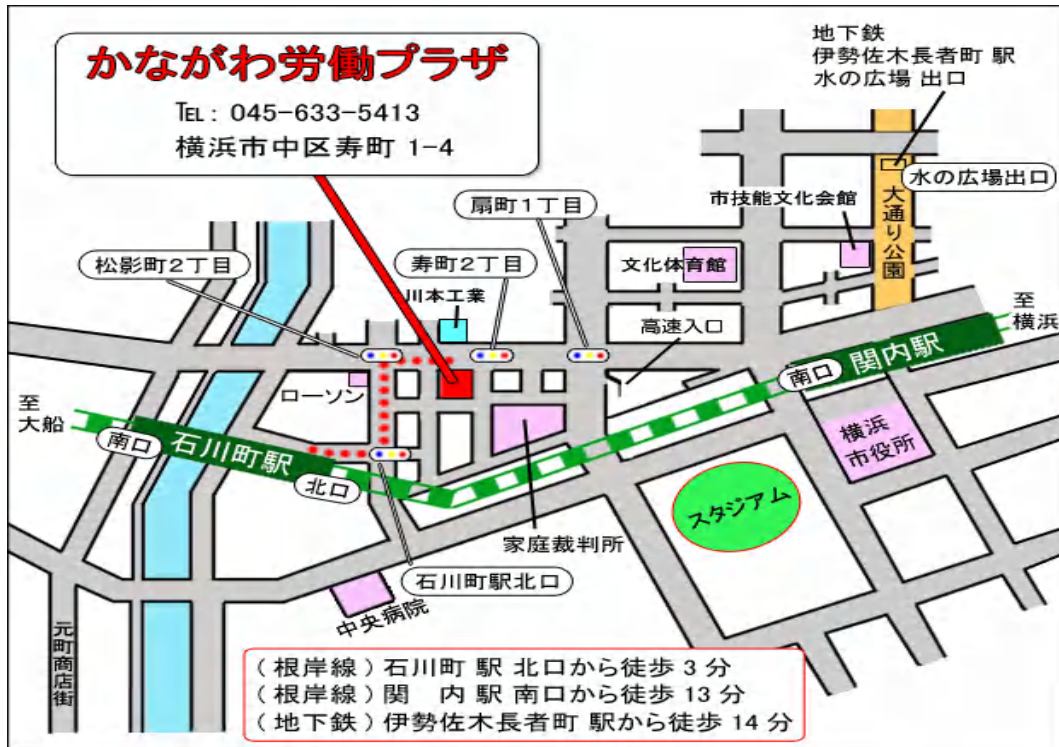 かながわ労働プラザ
TEL: 045-633-5413
横浜市中区寿町 1-4
地下鉄
伊勢佐木長者町 駅
水の広場 出口
水の広場出口
大通り公園
市技能文化会館
扇町1丁目
寿町2丁目
松影町2丁目
文化体育館
川本工業
高速入口
至
横浜
関内駅
南口
ローソン
至
大船
南口
石川町駅
北口
横浜
市役所
スタジアム
家庭裁判所
石川町駅北口
中央病院
元町商店街
(根岸線)石川町 駅 北口から徒歩 3 分
(根岸線)関 内 駅 南口から徒歩 13 分
(地下鉄)伊勢佐木長者町 駅から徒歩 14 分